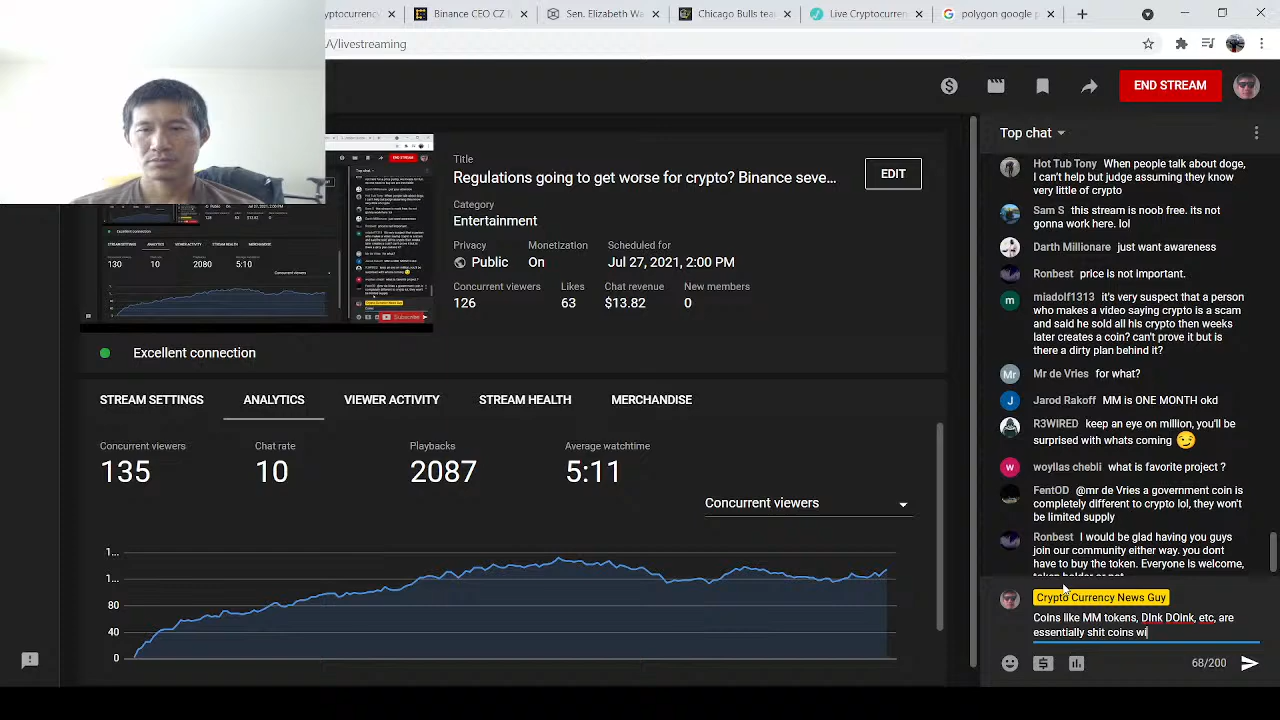 ryptocurrency
Binance CEO CZ
Sen. Elizabeth Wa
Chicago Bulls tea
Live Cryptocurren
polygon google
/livestreaming
END STREAM
Title
Regulations going to get worse for crypto? Binance eyei...
EDIT
Category
Entertainment
Privacy Monetization Scheduled for
Public On Jul 27, 2021, 2:00 PM
Concurrent viewers Likes Chat revenue New members
126 63 $13.82 0
Excellent connection
STREAM SETTINGS ANALYTICS VIEWER ACTIVITY STREAM HEALTH MERCHANDISE
Concurrent viewers Chat rate Playbacks Average watchtime
135 10 2087 5:11
Concurrent viewers
1...
1...
80
40
0
Top chat
Hot Tub Tony When people talk about doge,
I can't help but be assuming they know
very little crypto
Sam S this stream is noob free. its not
gonna work here. lol
Darth Millionaire just want awareness
Ronbean price is not important.
miadiff1313 it's very suspect that a person
who makes a video saying crypto is a scam
and said he sold all his crypto then weeks
later creates a coin? can't prove it but is
there a dirty plan behind it?
Mr de Vries for what?
Jarod Rakoff MM is ONE MONTH okd
R3WIRED keep an eye on million, you'll be
surprised with whats coming 😏
woyllas chebli what is favorite project ?
FentOD @mr de Vries a government coin is
completely different to crypto lol, they won't
be limited supply
Ronbean I would be glad having you guys
join our community either way. you dont
have to buy the token. Everyone is welcome,
Crypto Currency News Guy
Coins like MM tokens, DInk DOInk, etc, are
essentially shit coins wi
68/200